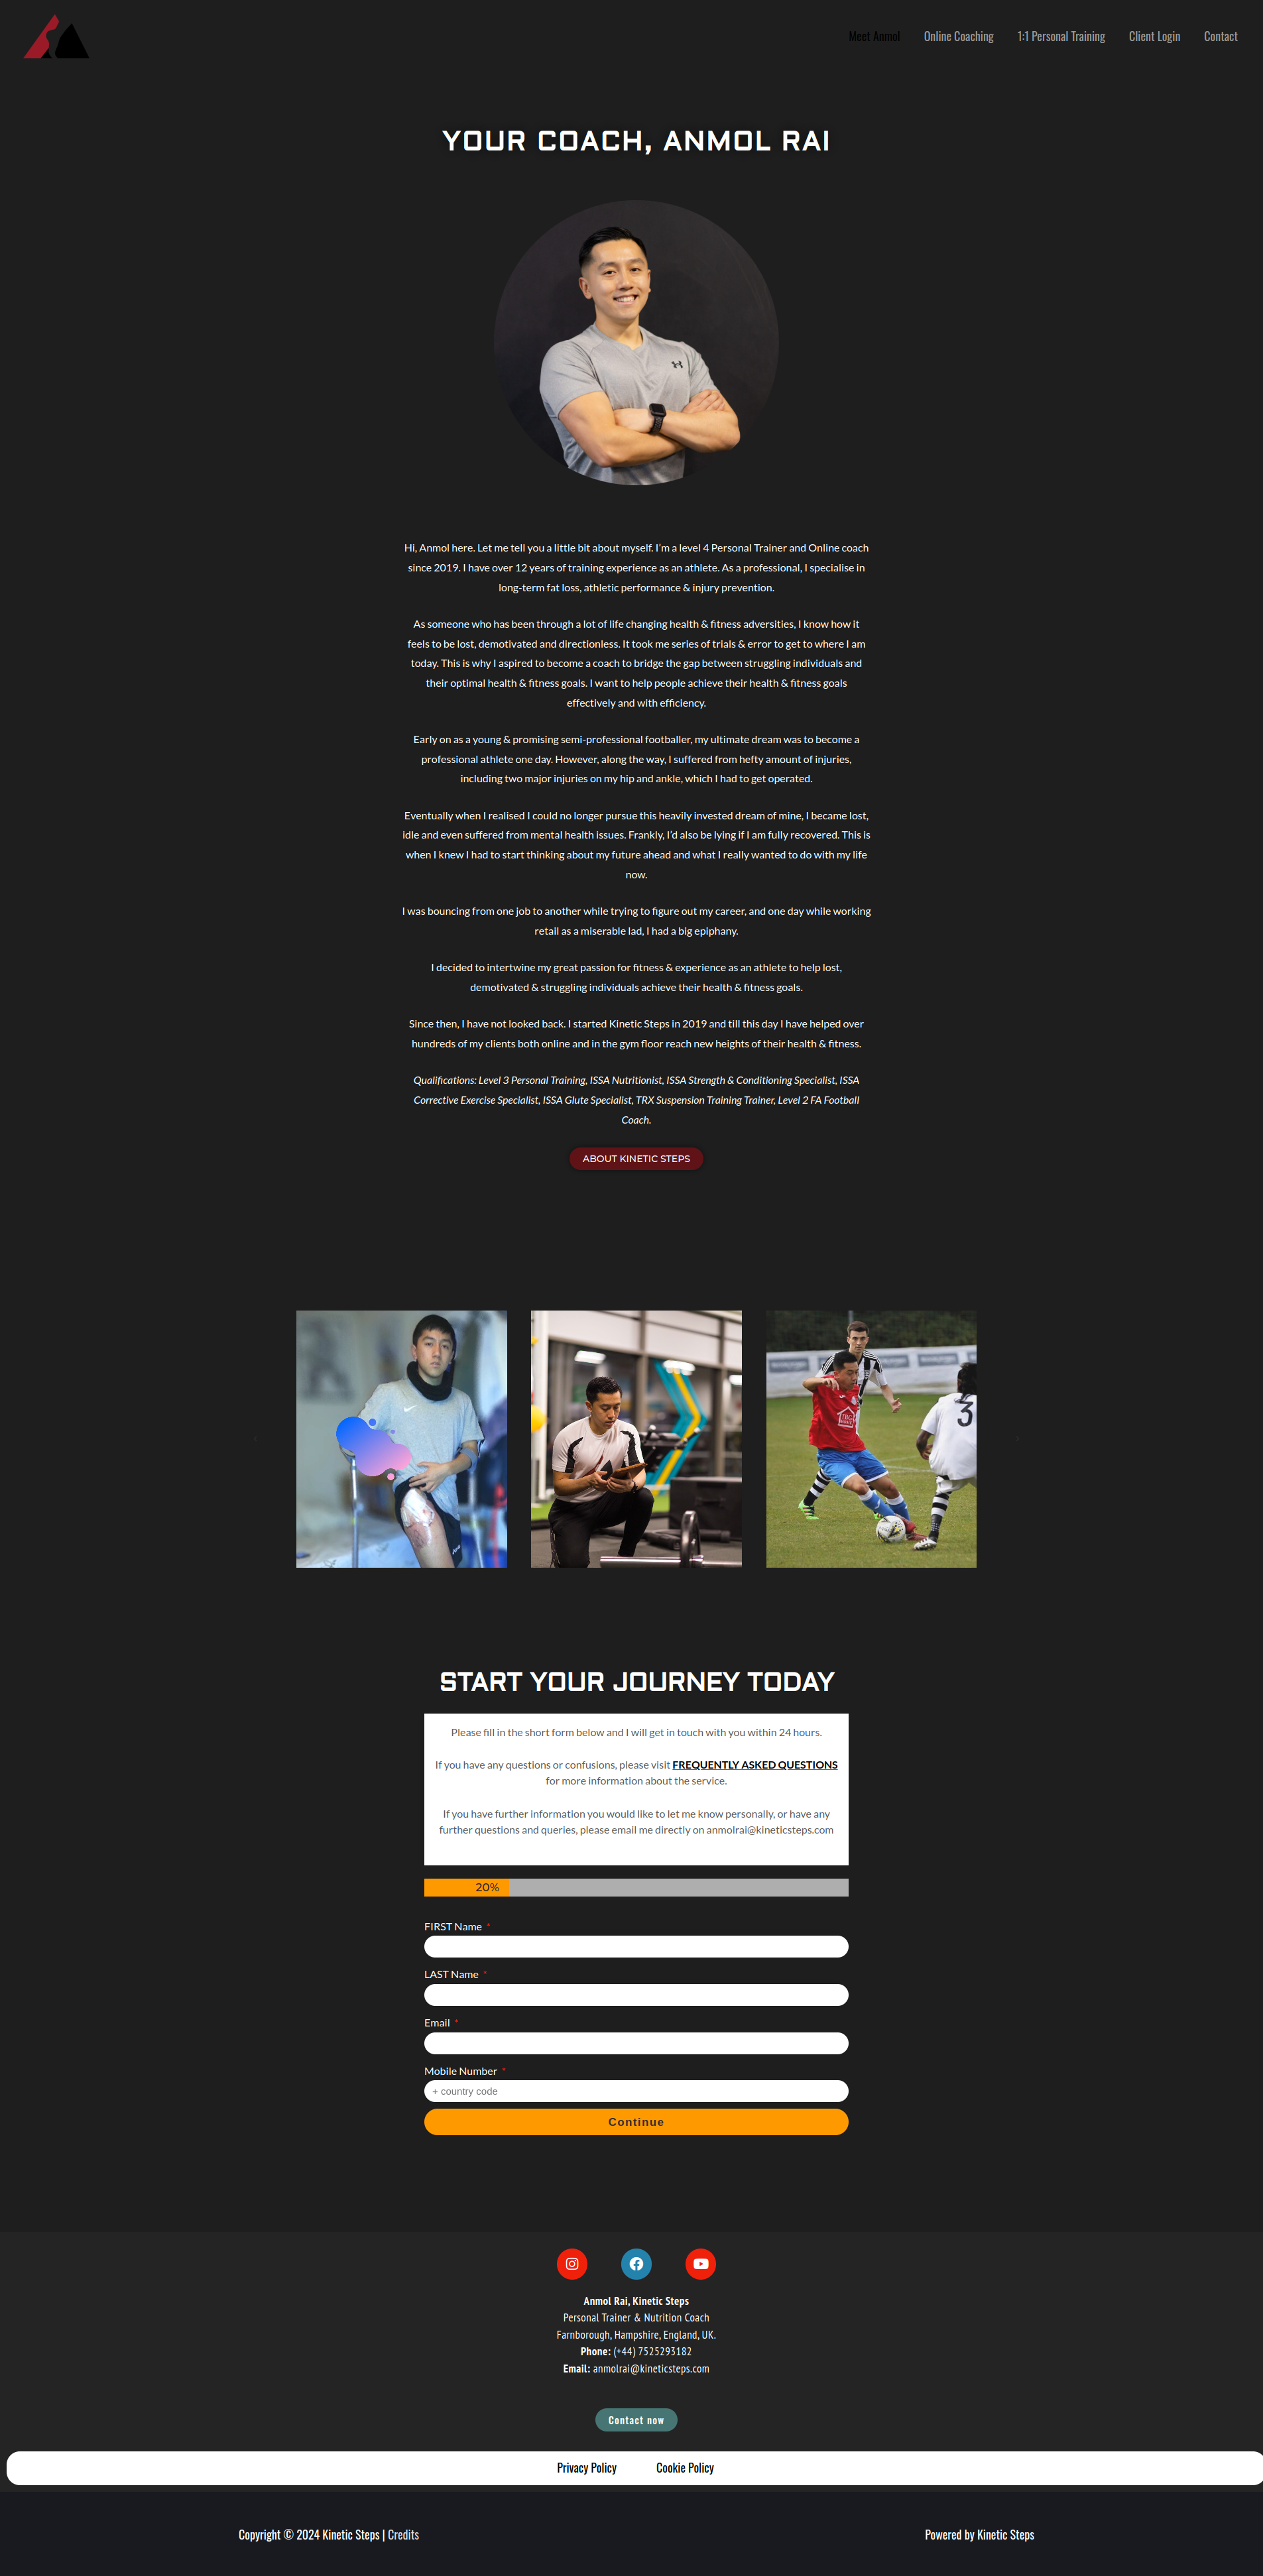 Meet Anmol
Online Coaching
1:1 Personal Training
Client Login
Contact
YOUR COACH, ANMOL RAI
Hi, Anmol here. Let me tell you a little bit about myself. I'm a level 4 Personal Trainer and Online coach
since 2019. I have over 12 years of training experience as an athlete. As a professional, I specialise in
long-term fat loss, athletic performance & injury prevention.
As someone who has been through a lot of life changing health & fitness adversities, I know how it
feels to be lost, demotivated and directionless. It took me series of trials & error to get to where I am
today. This is why I aspired to become a coach to bridge the gap between struggling individuals and
their optimal health & fitness goals. I want to help people achieve their health & fitness goals
effectively and with efficiency.
Early on as a young & promising semi-professional footballer, my ultimate dream was to become a
professional athlete one day. However, along the way, I suffered from hefty amount of injuries,
including two major injuries on my hip and ankle, which I had to get operated.
Eventually when I realised I could no longer pursue this heavily invested dream of mine, I became lost,
idle and even suffered from mental health issues. Frankly, I'd also be lying if I am fully recovered. This is
when I knew I had to start thinking about my future ahead and what I really wanted to do with my life
now.
I was bouncing from one job to another while trying to figure out my career, and one day while working
retail as a miserable lad, I had a big epiphany.
I decided to intertwine my great passion for fitness & experience as an athlete to help lost,
demotivated & struggling individuals achieve their health & fitness goals.
Since then, I have not looked back. I started Kinetic Steps in 2019 and till this day I have helped over
hundreds of my clients both online and in the gym floor reach new heights of their health & fitness.
Qualifications: Level 3 Personal Training, ISSA Nutritionist, ISSA Strength & Conditioning Specialist, ISSA
Corrective Exercise Specialist, ISSA Glute Specialist, TRX Suspension Training Trainer, Level 2 FA Football
Coach.
ABOUT KINETIC STEPS
3
START YOUR JOURNEY TODAY
Please fill in the short form below and I will get in touch with you within 24 hours.
If you have any questions or confusions, please visit FREQUENTLY ASKED QUESTIONS
for more information about the service.
If you have further information you would like to let me know personally, or have any
further questions and queries, please email me directly on anmolrai@kineticsteps.com
20%
FIRST Name *
LAST Name *
Email *
Mobile Number *
+ country code
Continue
Anmol Rai, Kinetic Steps
Personal Trainer & Nutrition Coach
Farnborough, Hampshire, England, UK.
Phone: (+44) 7525293182
Email: anmolrai@kineticsteps.com
Contact now
Privacy Policy
Cookie Policy
Copyright © 2024 Kinetic Steps | Credits
Powered by Kinetic Steps